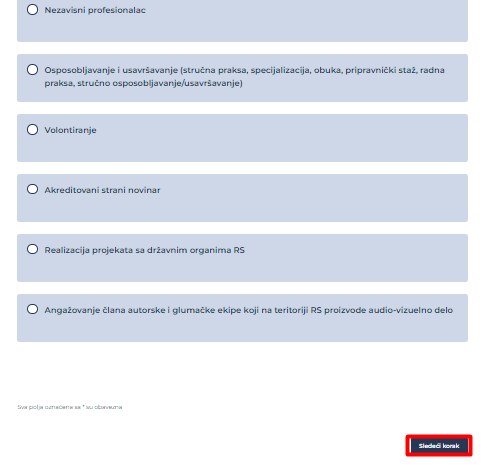 Nezavisni profesionalac
Osposobljavanje i usavršavanje (stručna praksa, specijalizacija, obuka, pripravnički staž, radna
praksa, stručno osposobljavanje/usavršavanje)
Volontiranje
Akreditovani strani novinar
Realizacija projekata sa državnim organima RS
Angažovanje člana autorske i glumačke ekipe koji na teritoriji RS proizvode audio-vizuelno delo
Sva polja označena sa * su obavezna
Sledeći korak